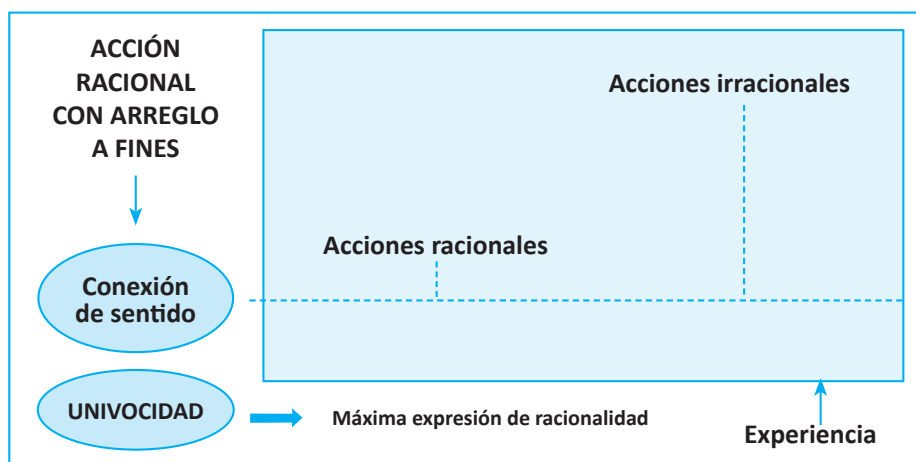 ACCIÓN
RACIONAL
CON ARREGLO
A FINES
Acciones irracionales
Acciones racionales
Conexión
de sentido
UNIVOCIDAD
Máxima expresión de racionalidad
Experiencia